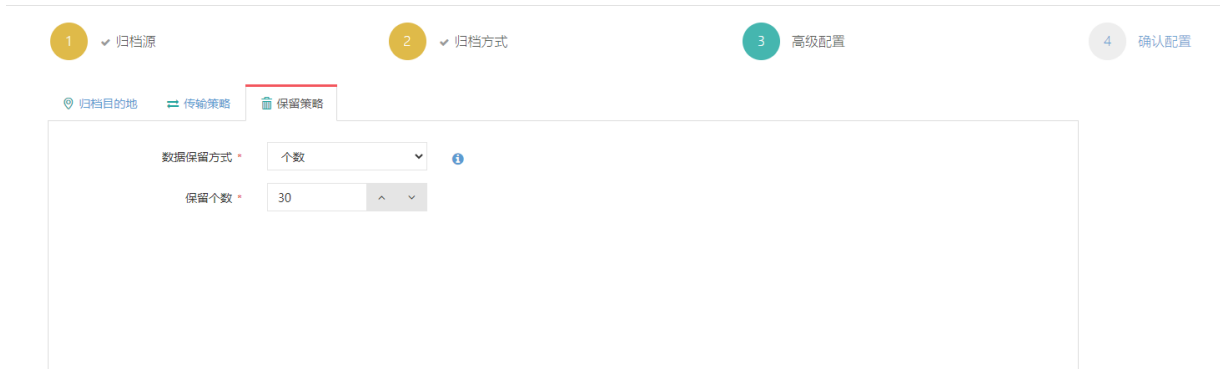 1 归档源 2 归档方式 3 高级配置 4 确认配置
归档目的地 传输策略 保留策略
数据保留方式 * 个数
保留个数 * 30